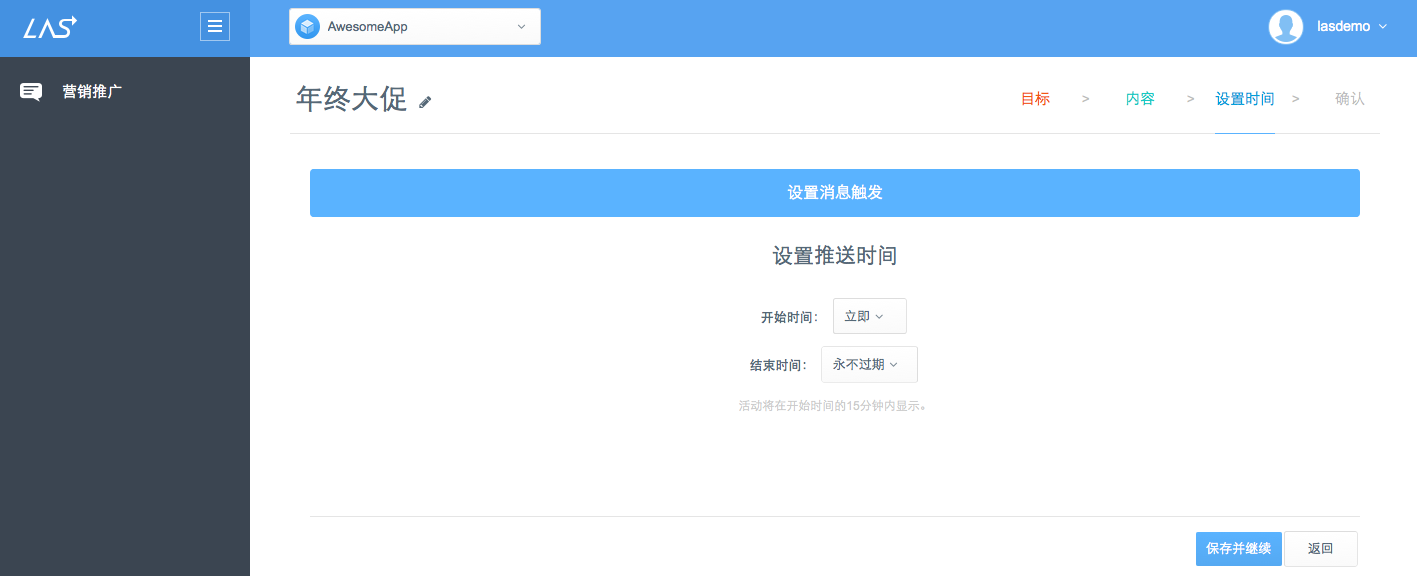 LAS
AwesomeApp
lasdemo
营销推广
年终大促
目标 > 内容 > 设置时间 > 确认
设置消息触发
设置推送时间
开始时间： 立即
结束时间： 永不过期
活动将在开始时间的15分钟内显示。
保存并继续 返回